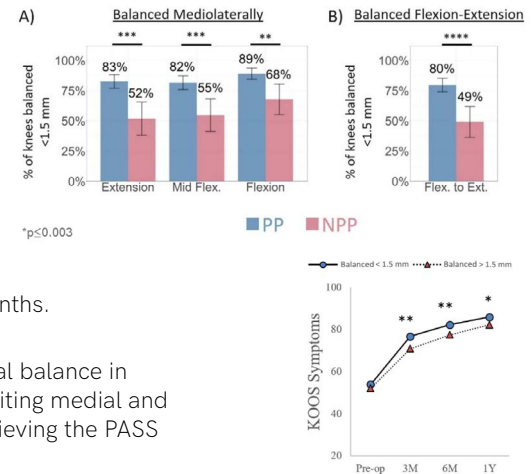 A) Balanced Mediolaterally
B) Balanced Flexion-Extension
% of knees balanced
<1.5 mm
100%
75%
50%
25%
0%
***
***
**
83%
52%
82%
55%
89%
68%
Extension Mid Flex. Flexion
% of knees balanced
<1.5 mm
100%
75%
50%
25%
0%
****
80%
49%
Flex. to Ext.
*p≤0.003
PP NPP
nths.
al balance in
iting medial and
ieving the PASS
Balanced < 1.5 mm Balanced > 1.5 mm
KOOS Symptoms
100
80
60
40
20
**
**
*
Pre-op 3M 6M 1Y